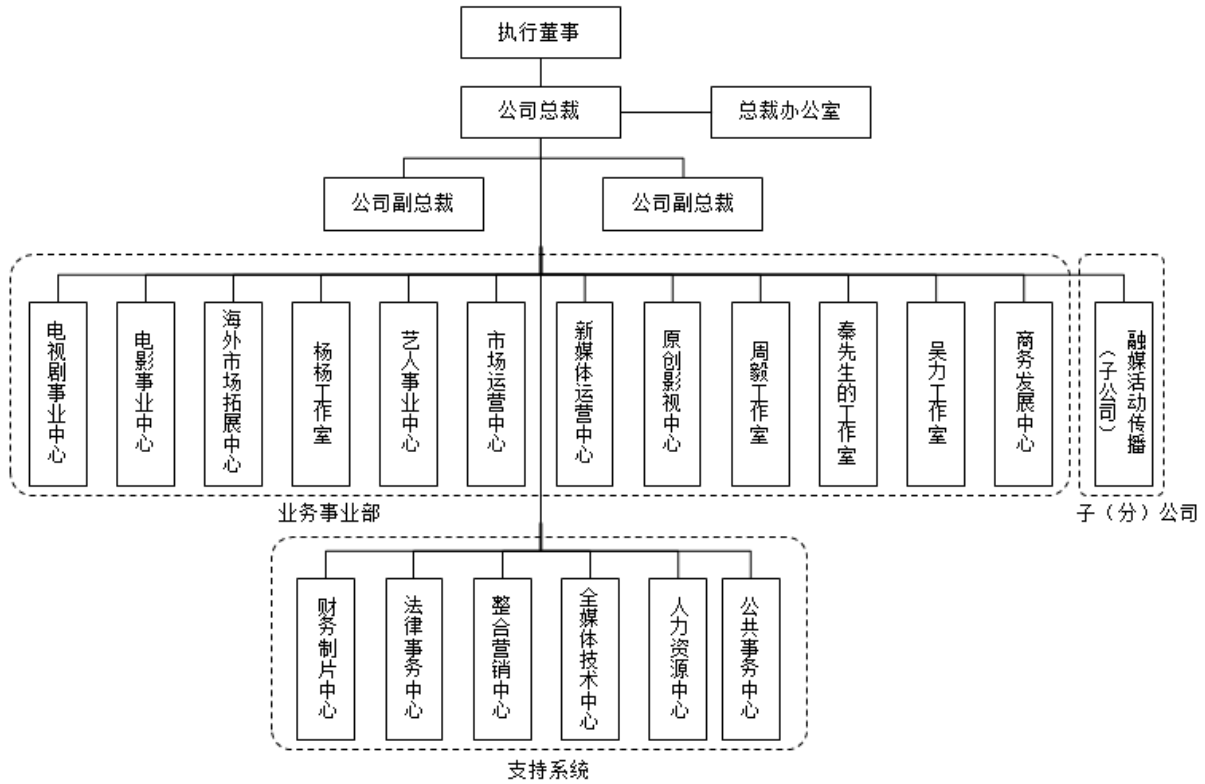 执行董事
公司总裁
总裁办公室
公司副总裁
公司副总裁
电视剧事业中心
电影事业中心
海外市场拓展中心
杨杨工作室
艺人事业中心
市场运营中心
新媒体运营中心
原创影视中心
周毅工作室
秦先生的工作室
吴力工作室
商务发展中心
融媒活动传播
（子公司）
业务事业部
子（分）公司
财务制片中心
法律事务中心
整合营销中心
全媒体技术中心
人力资源中心
公共事务中心
支持系统